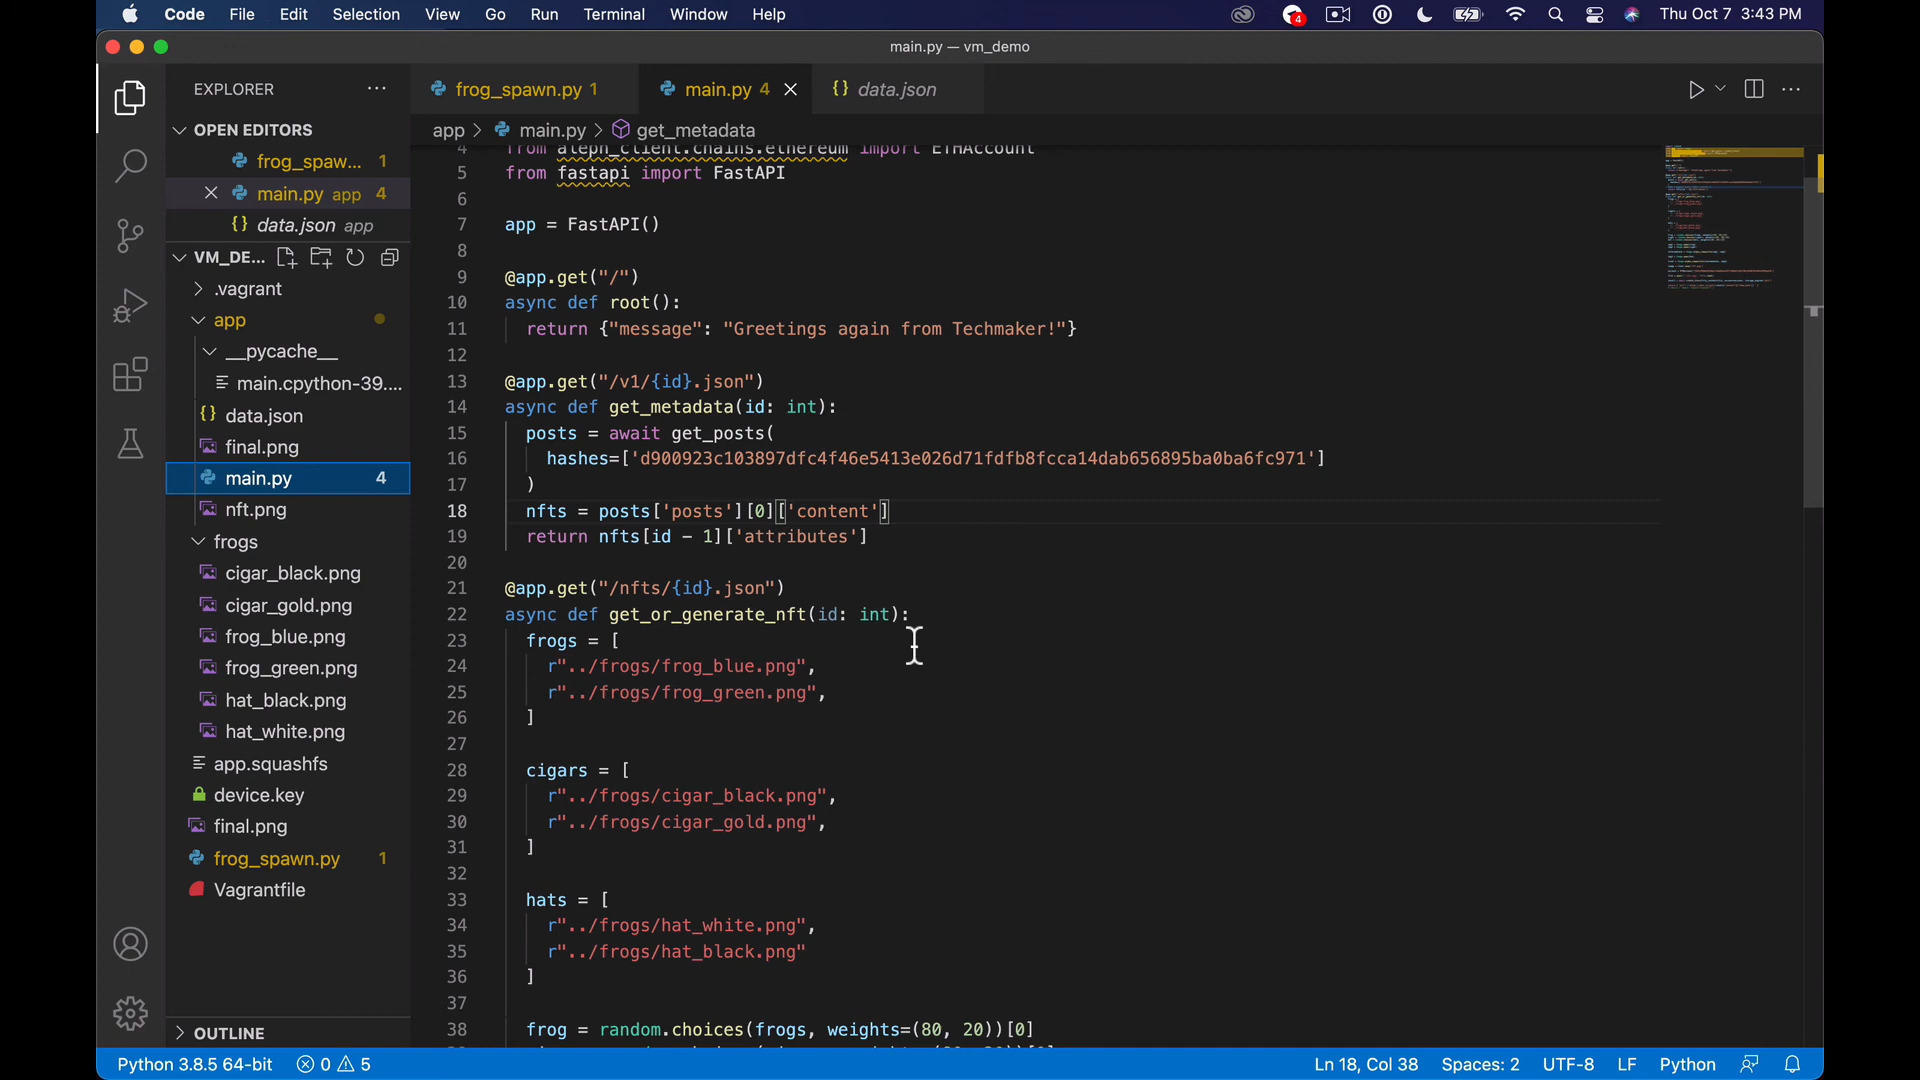 Code File Edit Selection View Go Run Terminal Window Help 4 Thu Oct 7 3:43 PM
main.py — vm_demo
EXPLORER
OPEN EDITORS
frog_spaw... 1
main.py app 4
data.json app
VM_DE...
.vagrant
app
__pycache__
main.cpython-39....
data.json
final.png
main.py 4
nft.png
frogs
cigar_black.png
cigar_gold.png
frog_blue.png
frog_green.png
hat_black.png
hat_white.png
app.squashfs
device.key
final.png
frog_spawn.py 1
Vagrantfile
OUTLINE
frog_spawn.py 1 main.py 4 data.json
app > main.py > get_metadata
4 from aleph_client.chains.ethereum import ETHAccount
5 from fastapi import FastAPI
6
7 app = FastAPI()
8
9 @app.get("/")
10 async def root():
11 return {"message": "Greetings again from Techmaker!"}
12
13 @app.get("/v1/{id}.json")
14 async def get_metadata(id: int):
15 posts = await get_posts(
16 hashes=['d900923c103897dfc4f46e5413e026d71fdfb8fcca14dab656895ba0ba6fc971']
17 )
18 nfts = posts['posts'][0]['content']
19 return nfts[id - 1]['attributes']
20
21 @app.get("/nfts/{id}.json")
22 async def get_or_generate_nft(id: int):
23 frogs = [
24 r"../frogs/frog_blue.png",
25 r"../frogs/frog_green.png",
26 ]
27
28 cigars = [
29 r"../frogs/cigar_black.png",
30 r"../frogs/cigar_gold.png",
31 ]
32
33 hats = [
34 r"../frogs/hat_white.png",
35 r"../frogs/hat_black.png"
36 ]
37
38 frog = random.choices(frogs, weights=(80, 20))[0]
Python 3.8.5 64-bit 0 5 Ln 18, Col 38 Spaces: 2 UTF-8 LF Python